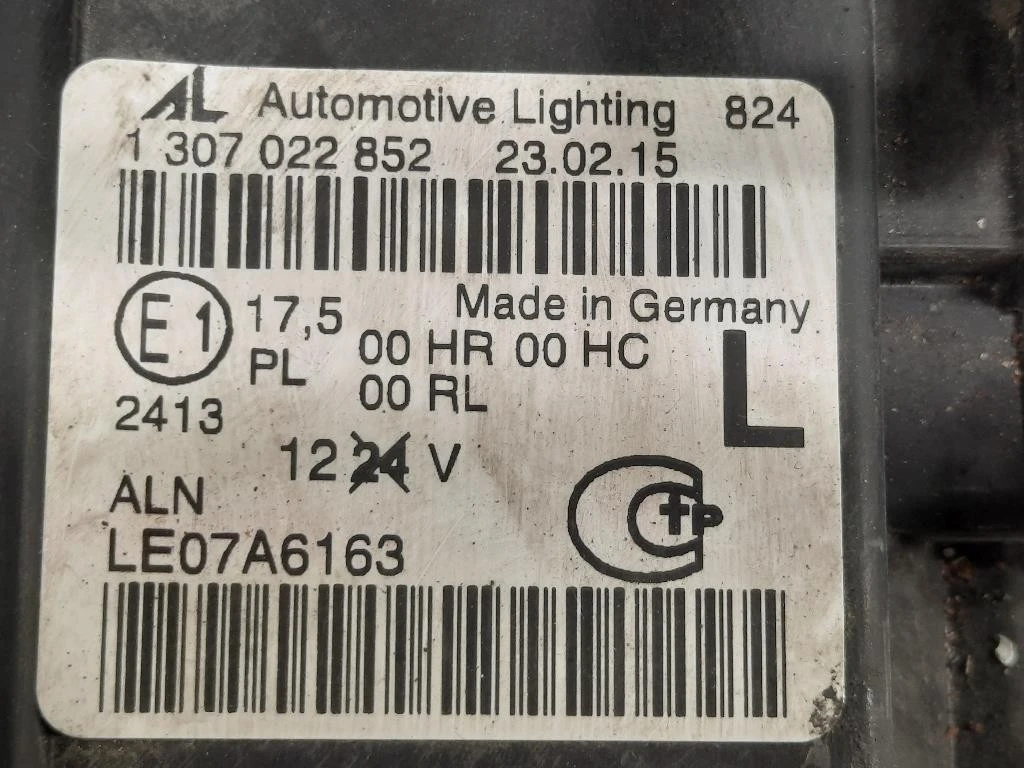 AL Automotive Lighting 824
1 307 022 852 23.02.15
E1 17,5 Made in Germany
PL 00 HR 00 HC
2413 00 RL L
12 24 V
ALN
LE07A6163
CTP